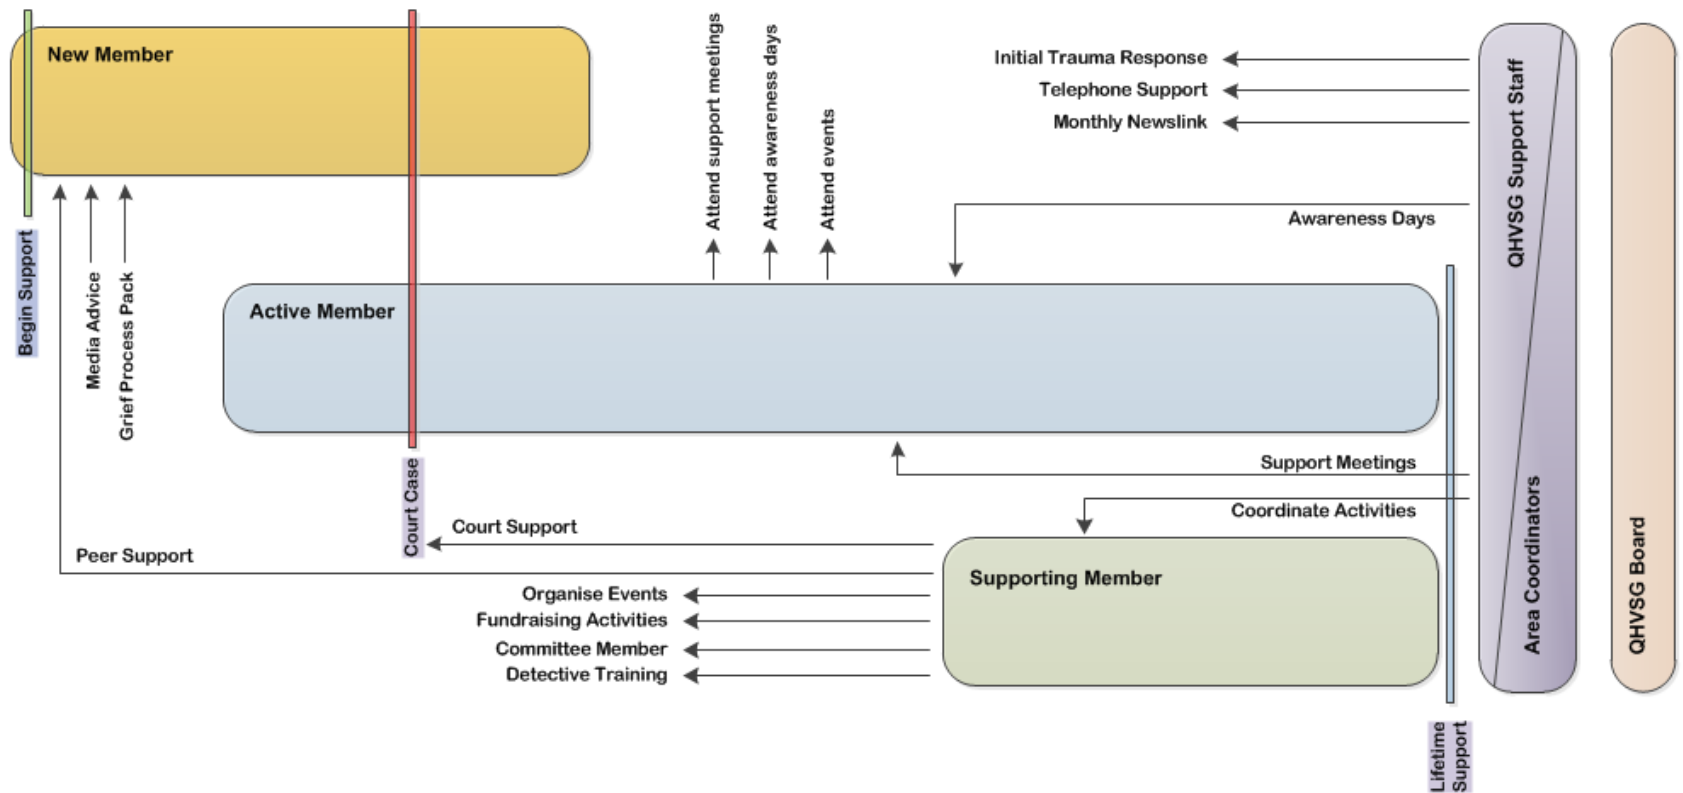 New Member
Attend support meetings
Attend awareness days
Attend events
Initial Trauma Response
Telephone Support
Monthly Newslink
QHVSG Support Staff
Awareness Days
Begin Support
Media Advice
Grief Process Pack
Active Member
Court Case
Support Meetings
Coordinate Activities
Court Support
Peer Support
Supporting Member
Organise Events
Fundraising Activities
Committee Member
Detective Training
Area Coordinators
QHVSG Board
Lifetime
Support